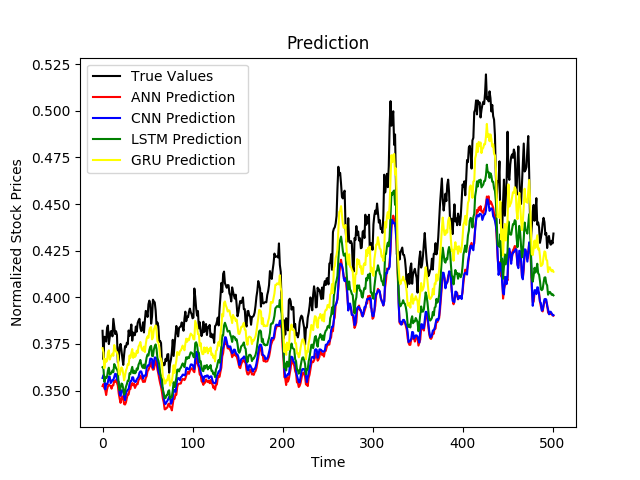 Prediction
0.525
0.500
0.475
0.450
0.425
0.400
0.375
0.350
Normalized Stock Prices
True Values
ANN Prediction
CNN Prediction
LSTM Prediction
GRU Prediction
0 100 200 300 400 500
Time